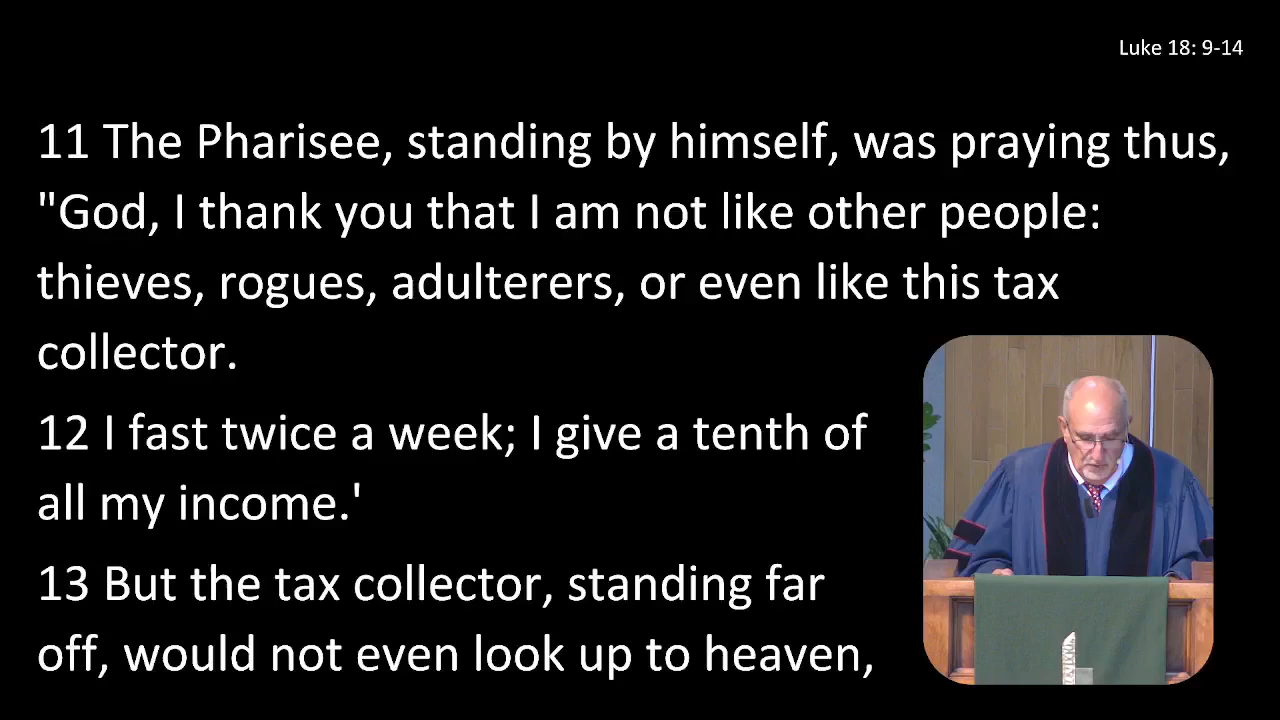 Luke 18: 9-14
11 The Pharisee, standing by himself, was praying thus,
"God, I thank you that I am not like other people:
thieves, rogues, adulterers, or even like this tax
collector.
12 I fast twice a week; I give a tenth of
all my income.'
13 But the tax collector, standing far
off, would not even look up to heaven,